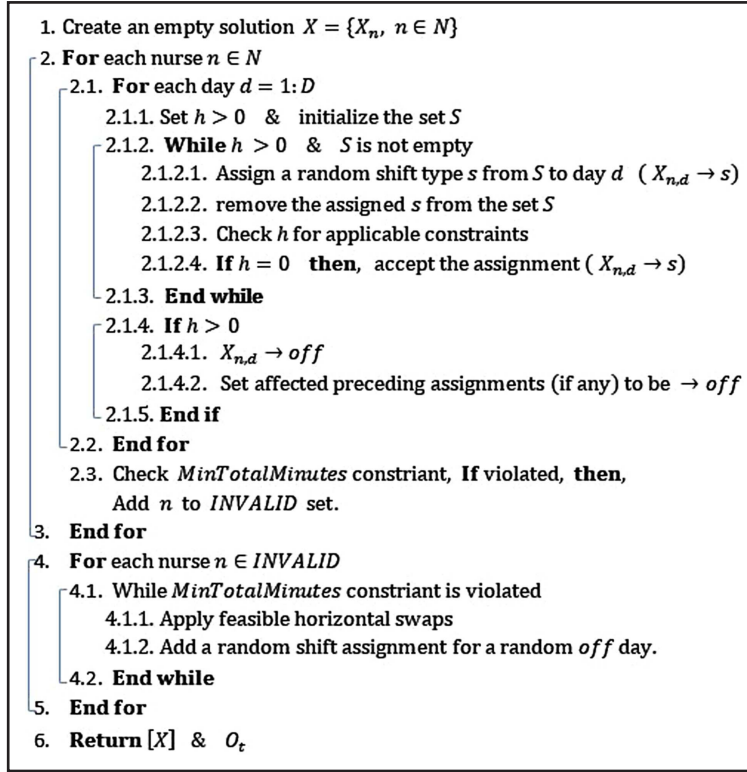 1. Create an empty solution X = {Xₙ, n ∈ N}
2. For each nurse n ∈ N
2.1. For each day d = 1: D
2.1.1. Set h > 0 & initialize the set S
2.1.2. While h > 0 & S is not empty
2.1.2.1. Assign a random shift type s from S to day d ( X_{n,d} → s)
2.1.2.2. remove the assigned s from the set S
2.1.2.3. Check h for applicable constraints
2.1.2.4. If h = 0 then, accept the assignment ( X_{n,d} → s)
2.1.3. End while
2.1.4. If h > 0
2.1.4.1. X_{n,d} → off
2.1.4.2. Set affected preceding assignments (if any) to be → off
2.1.5. End if
2.2. End for
2.3. Check MinTotalMinutes constriant, If violated, then,
Add n to INVALID set.
3. End for
4. For each nurse n ∈ INVALID
4.1. While MinTotalMinutes constriant is violated
4.1.1. Apply feasible horizontal swaps
4.1.2. Add a random shift assignment for a random off day.
4.2. End while
5. End for
6. Return [X] & Oₜ